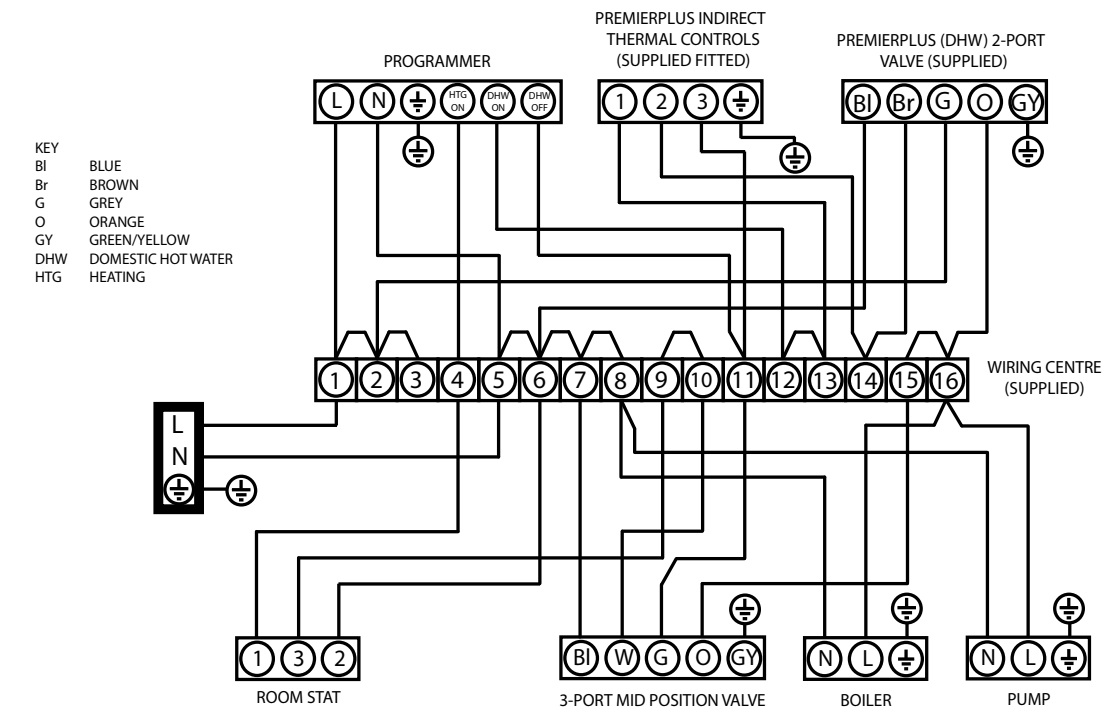 PREMIERPLUS INDIRECT
THERMAL CONTROLS
(SUPPLIED FITTED)
PREMIERPLUS (DHW) 2-PORT
VALVE (SUPPLIED)
PROGRAMMER
L N HTG ON DHW ON DHW OFF
1 2 3
Bl Br G O GY
KEY
Bl BLUE
Br BROWN
G GREY
O ORANGE
GY GREEN/YELLOW
DHW DOMESTIC HOT WATER
HTG HEATING
1 2 3 4 5 6 7 8 9 10 11 12 13 14 15 16
WIRING CENTRE
(SUPPLIED)
L
N
1 3 2
ROOM STAT
Bl W G O GY
3-PORT MID POSITION VALVE
N L
BOILER
N L
PUMP